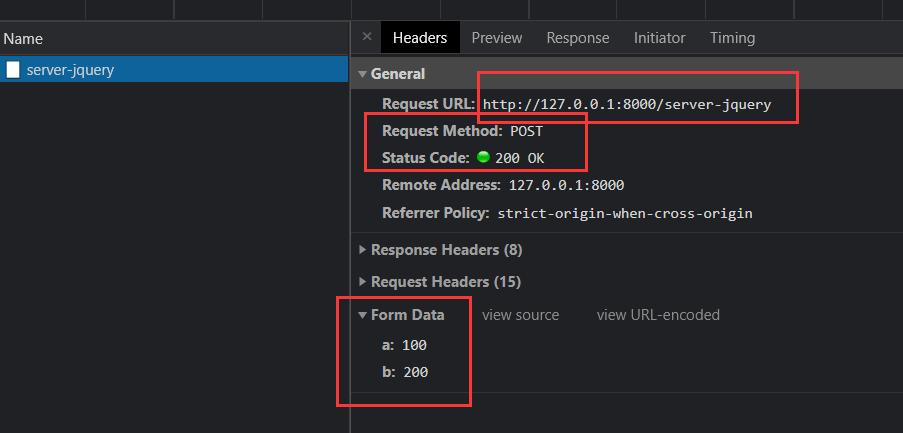 Name
server-jquery
× Headers Preview Response Initiator Timing
General
Request URL: http://127.0.0.1:8000/server-jquery
Request Method: POST
Status Code: 200 OK
Remote Address: 127.0.0.1:8000
Referrer Policy: strict-origin-when-cross-origin
Response Headers (8)
Request Headers (15)
Form Data view source view URL-encoded
a: 100
b: 200